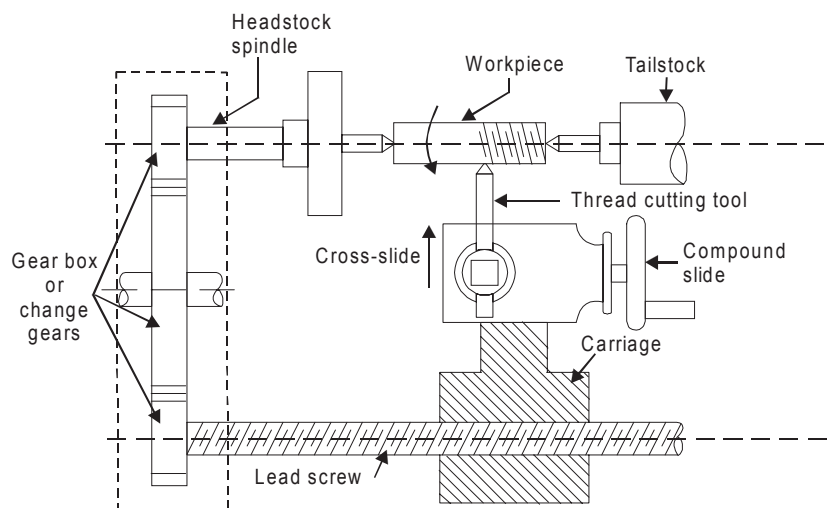 Headstock
spindle
Workpiece
Tailstock
Thread cutting tool
Cross-slide
Compound
slide
Gear box
or
change
gears
Carriage
Lead screw